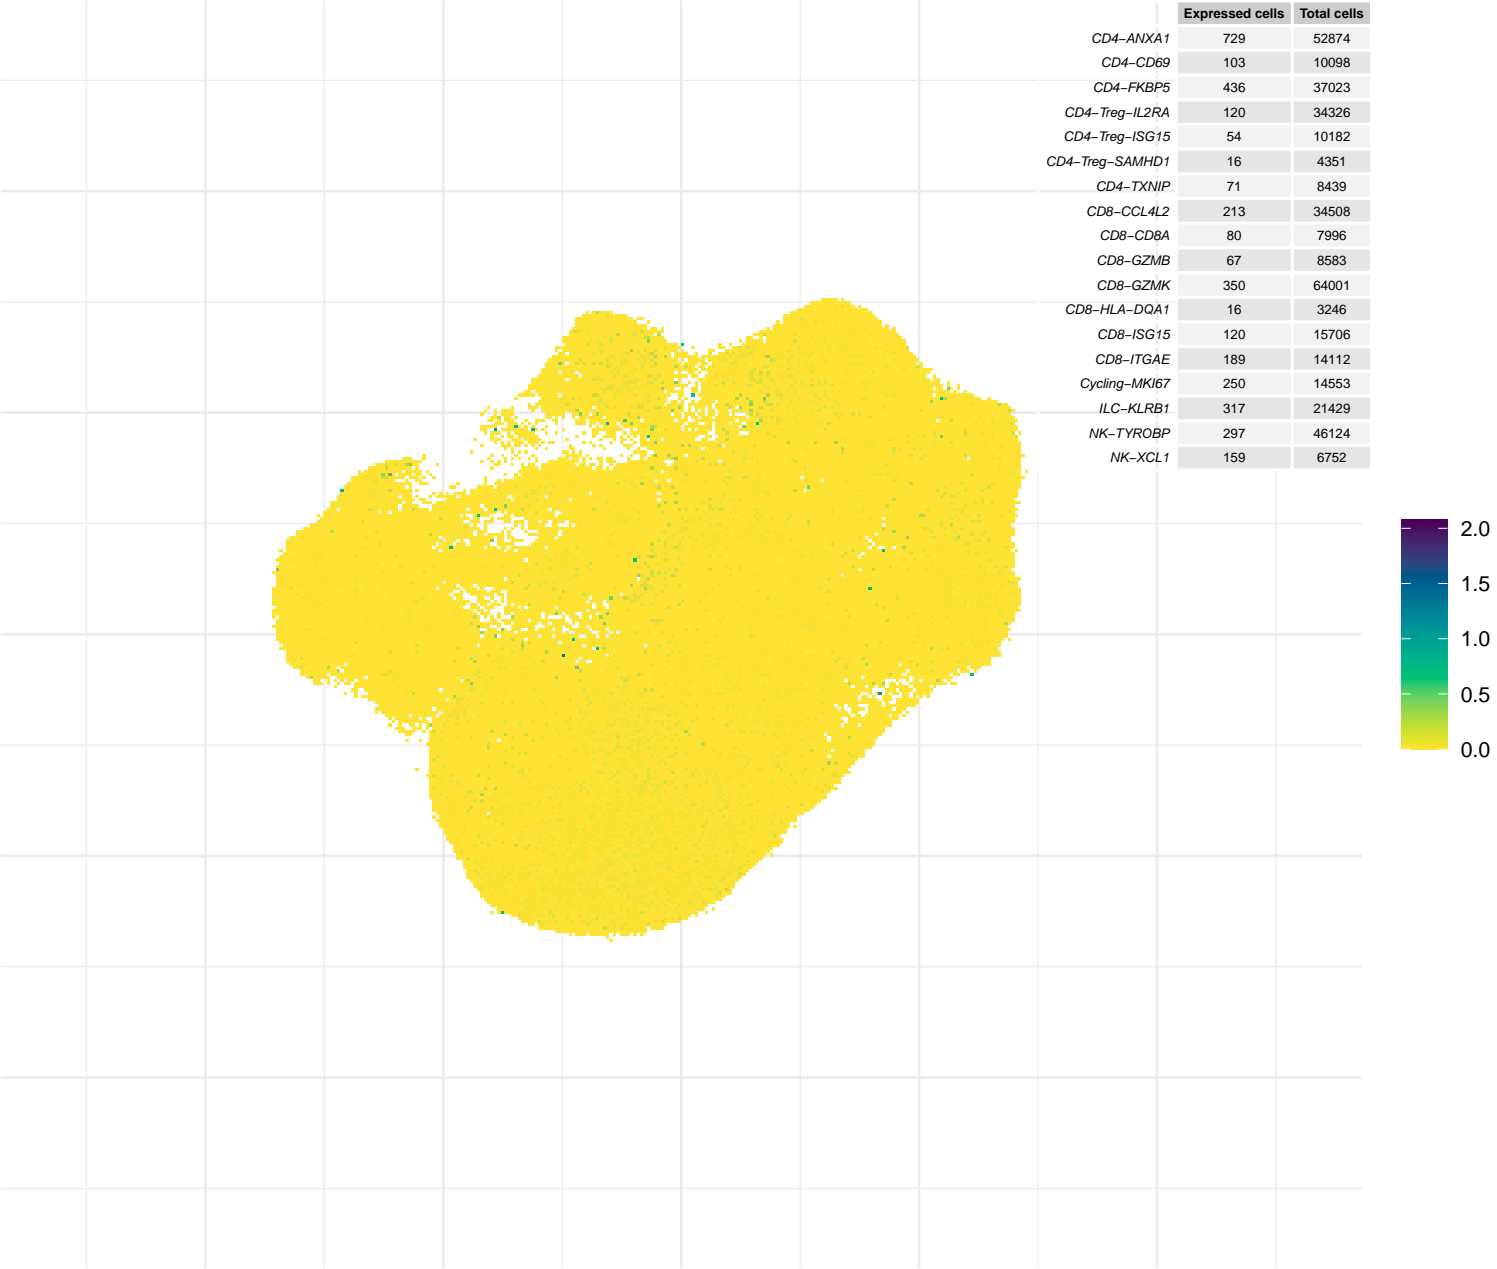 Expressed cells Total cells
CD4−ANXA1 729 52874
CD4−CD69 103 10098
CD4−FKBP5 436 37023
CD4−Treg−IL2RA 120 34326
CD4−Treg−ISG15 54 10182
CD4−Treg−SAMHD1 16 4351
CD4−TXNIP 71 8439
CD8−CCL4L2 213 34508
CD8−CD8A 80 7996
CD8−GZMB 67 8583
CD8−GZMK 350 64001
CD8−HLA−DQA1 16 3246
CD8−ISG15 120 15706
CD8−ITGAE 189 14112
Cycling−MKI67 250 14553
ILC−KLRB1 317 21429
NK−TYROBP 297 46124
NK−XCL1 159 6752
2.0
1.5
1.0
0.5
0.0